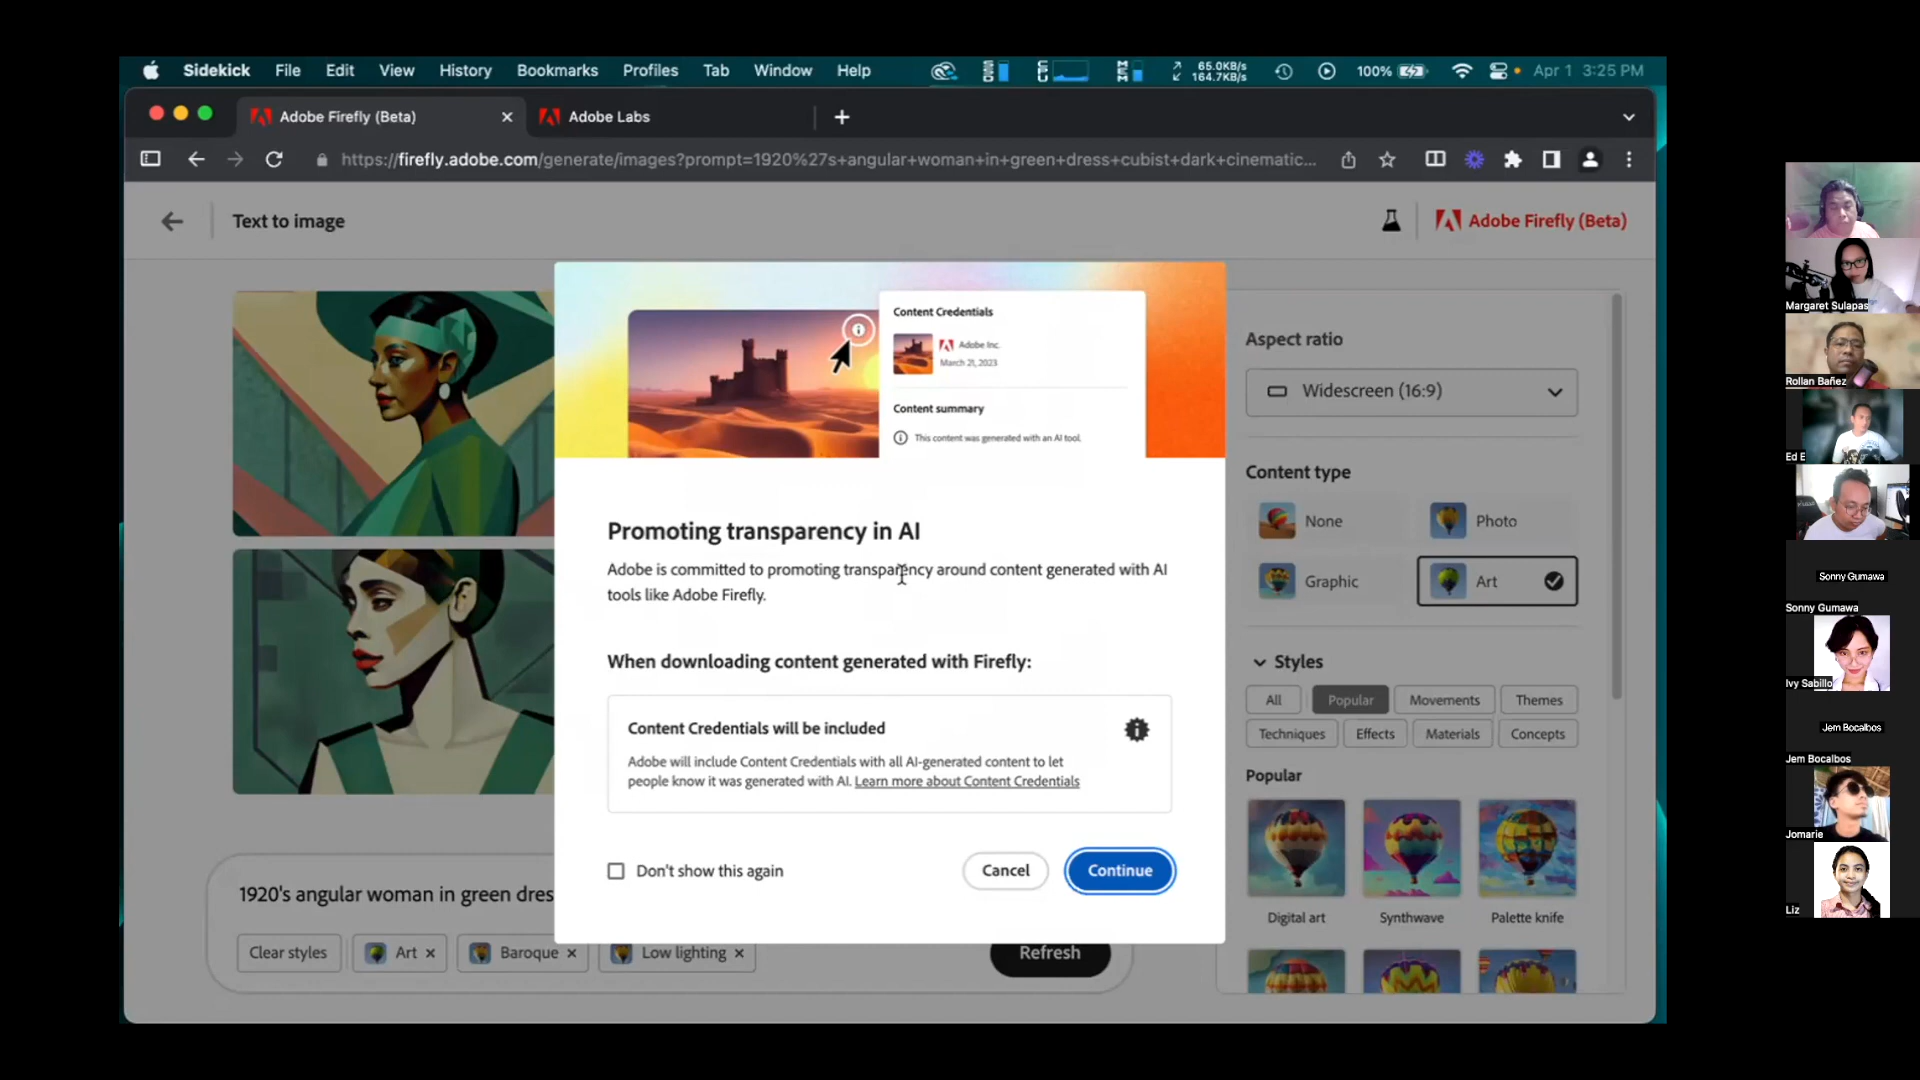 Sidekick File Edit View History Bookmarks Profiles Tab Window Help
65.0KB/s
164.7KB/s
100%
Apr 1 3:25 PM
Adobe Firefly (Beta)
Adobe Labs
https://firefly.adobe.com/generate/images?prompt=1920%27s+angular+woman+in+green+dress+cubist+dark+cinematic...
Text to image
Adobe Firefly (Beta)
Content Credentials
Adobe Inc.
March 21, 2023
Content summary
This content was generated with an AI tool.
Promoting transparency in AI
Adobe is committed to promoting transparency around content generated with AI
tools like Adobe Firefly.
When downloading content generated with Firefly:
Content Credentials will be included
Adobe will include Content Credentials with all AI-generated content to let
people know it was generated with AI. Learn more about Content Credentials
Don't show this again
Cancel
Continue
1920's angular woman in green dres
Clear styles
Art
Baroque
Low lighting
Refresh
Aspect ratio
Widescreen (16:9)
Content type
None
Photo
Graphic
Art
Styles
All
Popular
Movements
Themes
Techniques
Effects
Materials
Concepts
Popular
Digital art
Synthwave
Palette knife
Margaret Sulapas
Rollan Bañez
Ed E
Sonny Gumawa
Sonny Gumawa
Ivy Sabillo
Jem Bocalbos
Jem Bocalbos
Jomarie
Liz